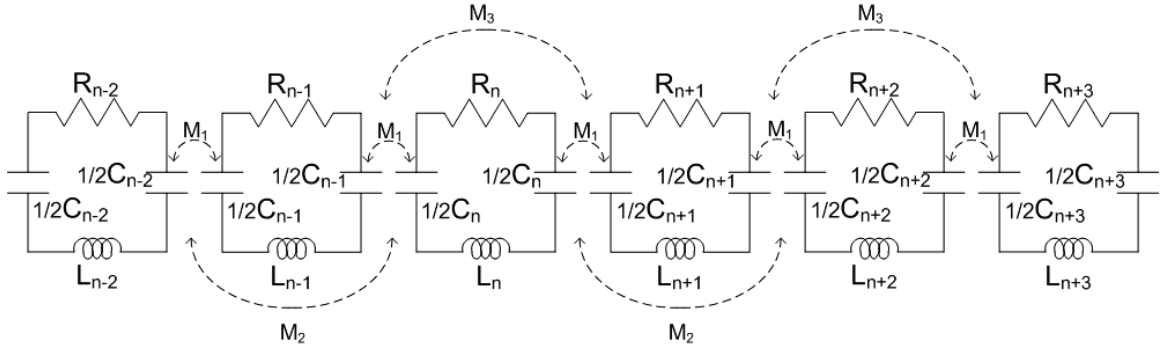 M₃ M₃
Rₙ₋₂ Rₙ₋₁ Rₙ Rₙ₊₁ Rₙ₊₂ Rₙ₊₃
M₁ M₁ M₁ M₁ M₁
1/2Cₙ₋₂ 1/2Cₙ₋₁ 1/2Cₙ 1/2Cₙ₊₁ 1/2Cₙ₊₂ 1/2Cₙ₊₃
1/2Cₙ₋₂ 1/2Cₙ₋₁ 1/2Cₙ 1/2Cₙ₊₁ 1/2Cₙ₊₂ 1/2Cₙ₊₃
Lₙ₋₂ Lₙ₋₁ Lₙ Lₙ₊₁ Lₙ₊₂ Lₙ₊₃
M₂ M₂